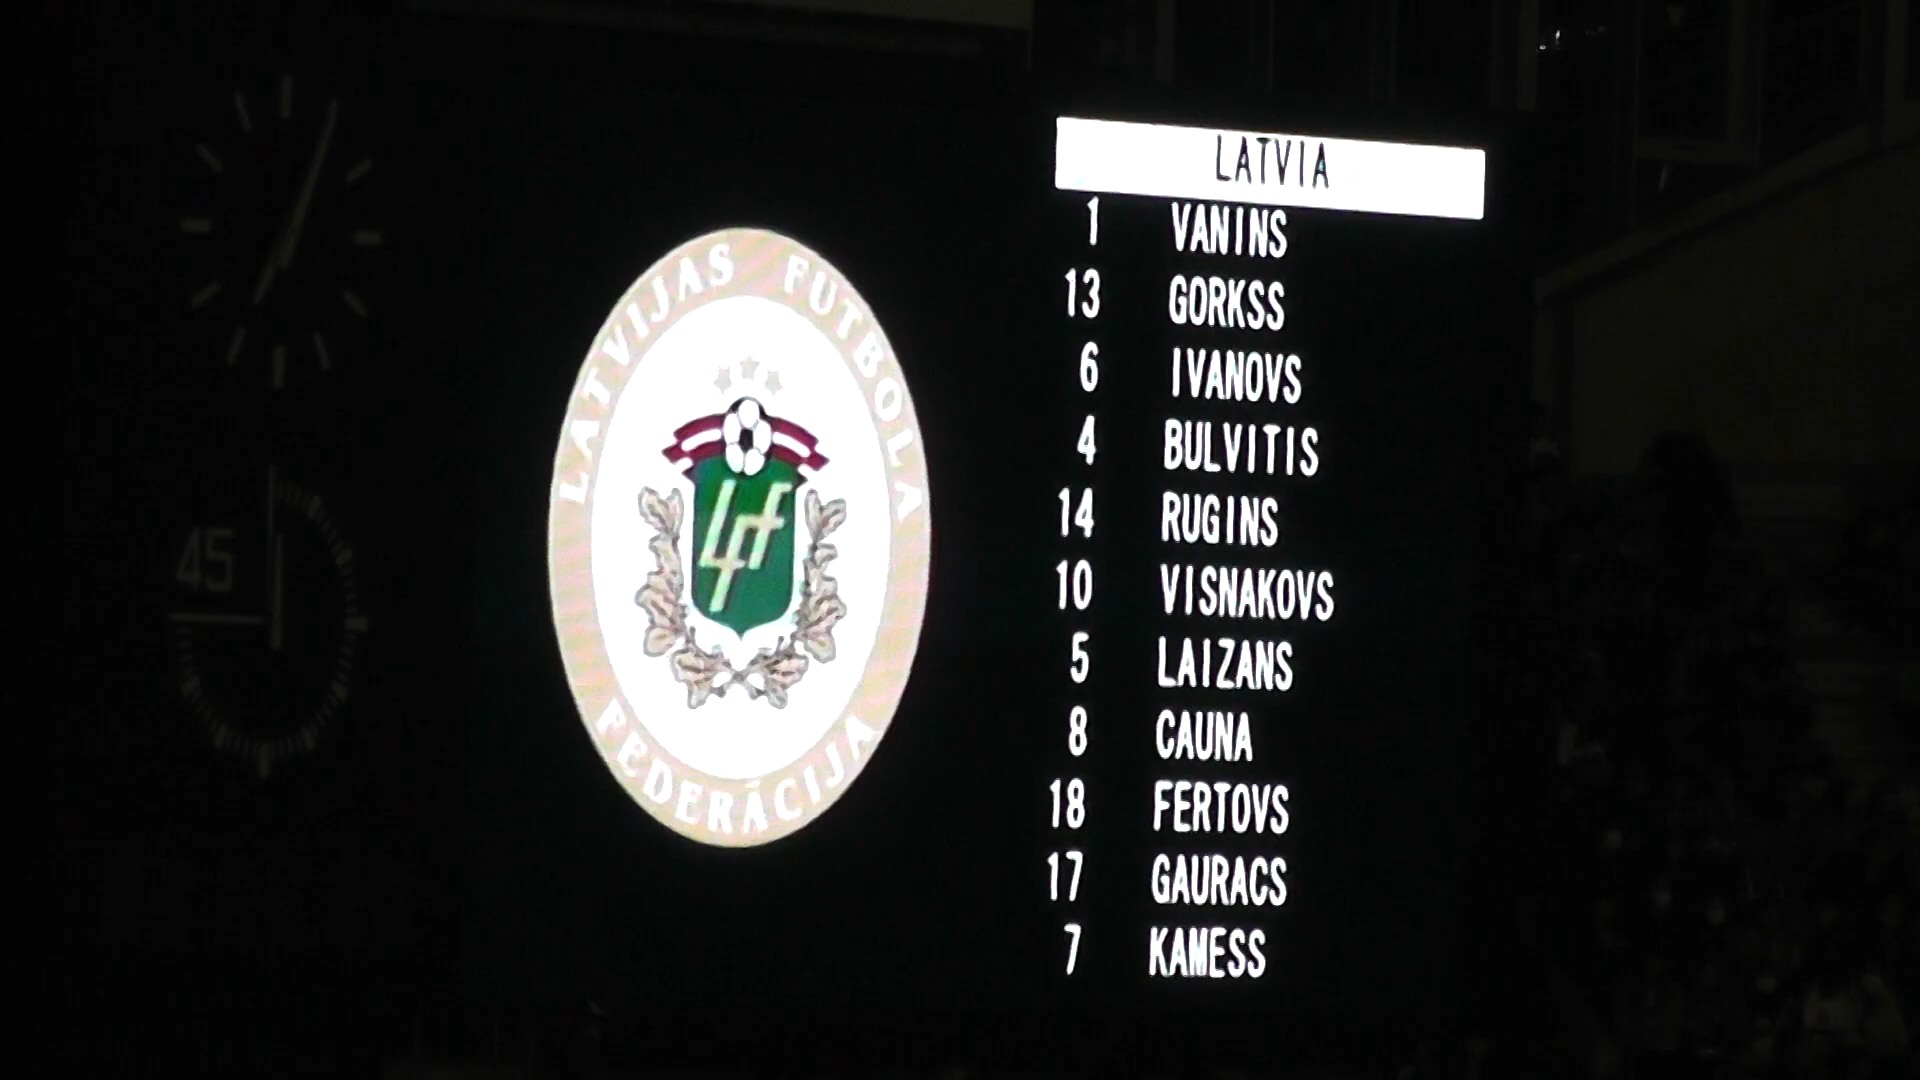 45
LATVIJAS FUTBOLA
Lff
FEDERĀCIJA
LATVIA
1 VANINS
13 GORKSS
6 IVANOVS
4 BULVITIS
14 RUGINS
10 VISNAKOVS
5 LAIZANS
8 CAUNA
18 FERTOVS
17 GAURACS
7 KAMESS